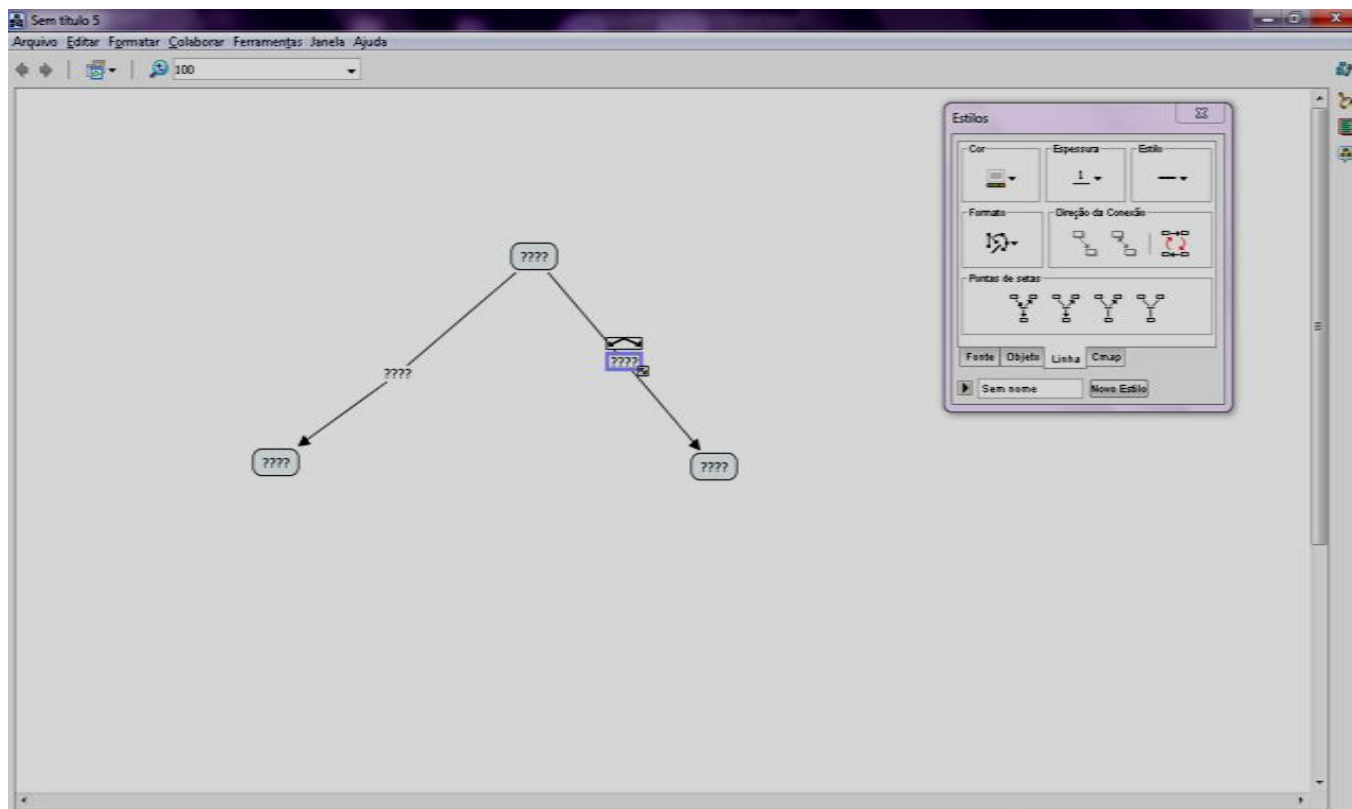 Sem título 5
Arquivo Editar Formatar Colaborar Ferramentas Janela Ajuda
100
Estilos
Cor Espessura Estilo
1
Formato Direção da Conexão
Pontas de setas
Fonte Objeto Linha Cmap
Sem nome Novo Estilo
????
????
????
????
????